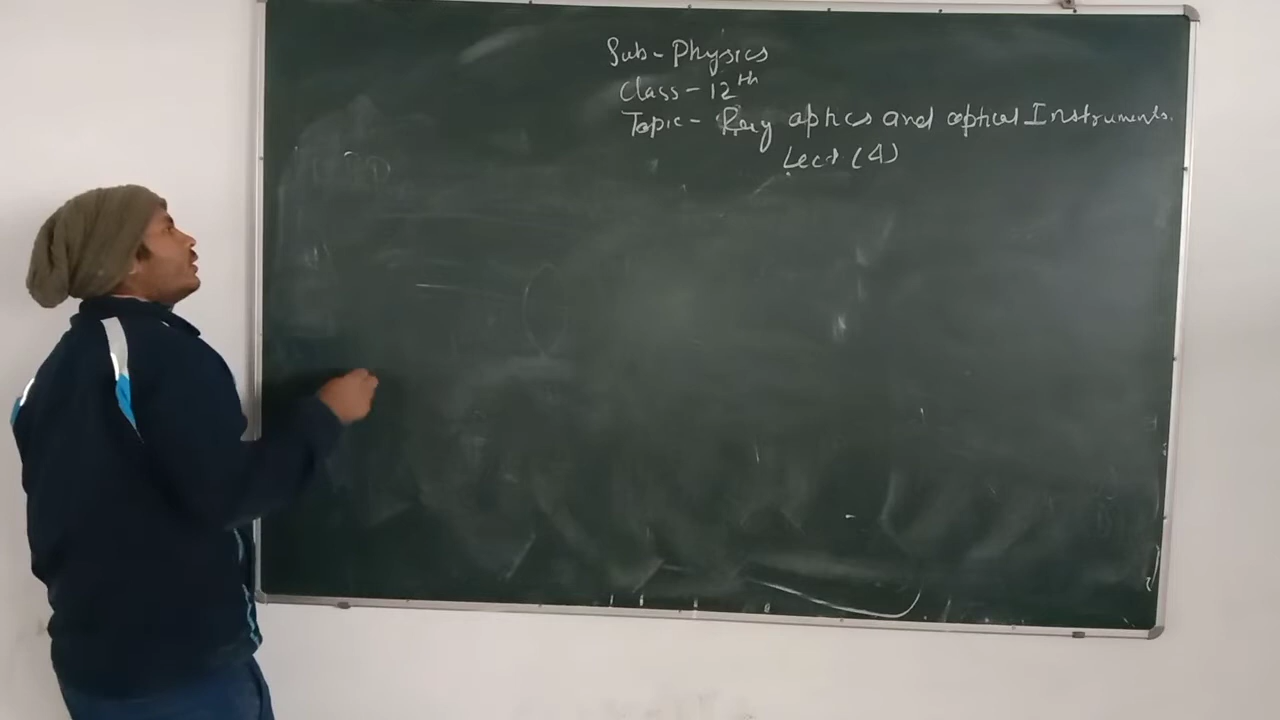 Sub - Physics
Class - 12th
Topic - Ray optics and optical Instruments.
Lect (4)